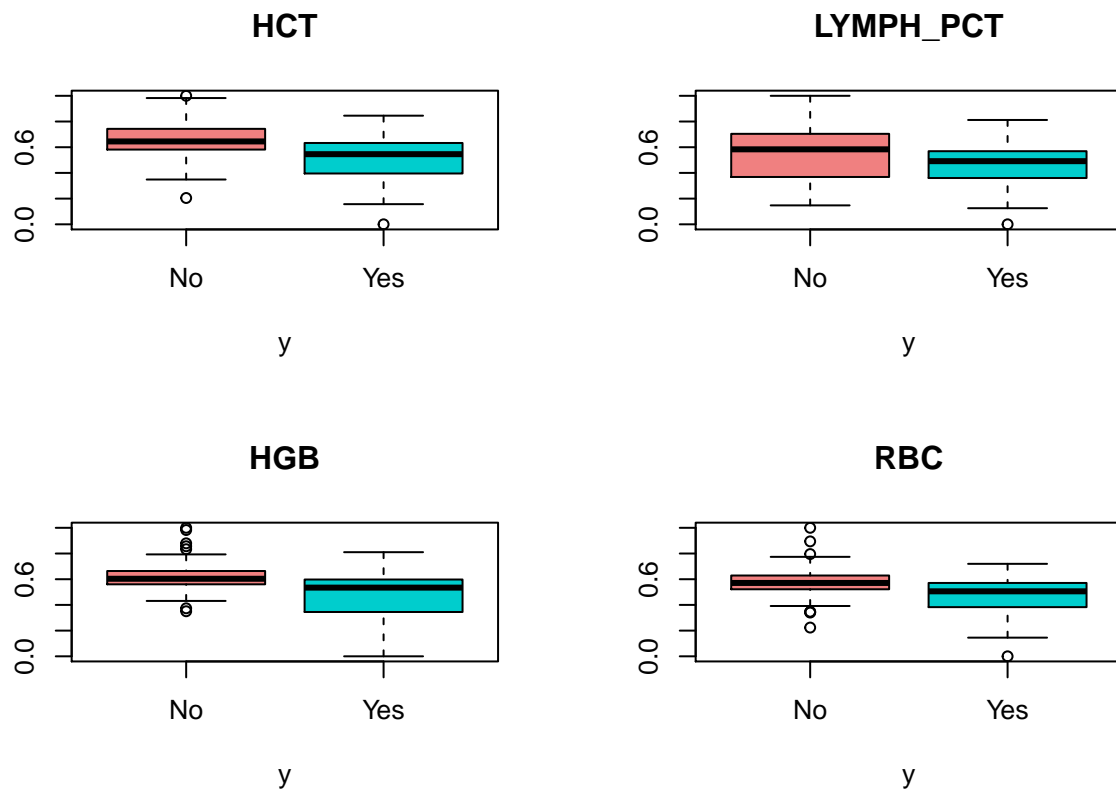 HCT
0.6
0.0
No Yes
y
LYMPH_PCT
0.6
0.0
No Yes
y
HGB
0.6
0.0
No Yes
y
RBC
0.6
0.0
No Yes
y